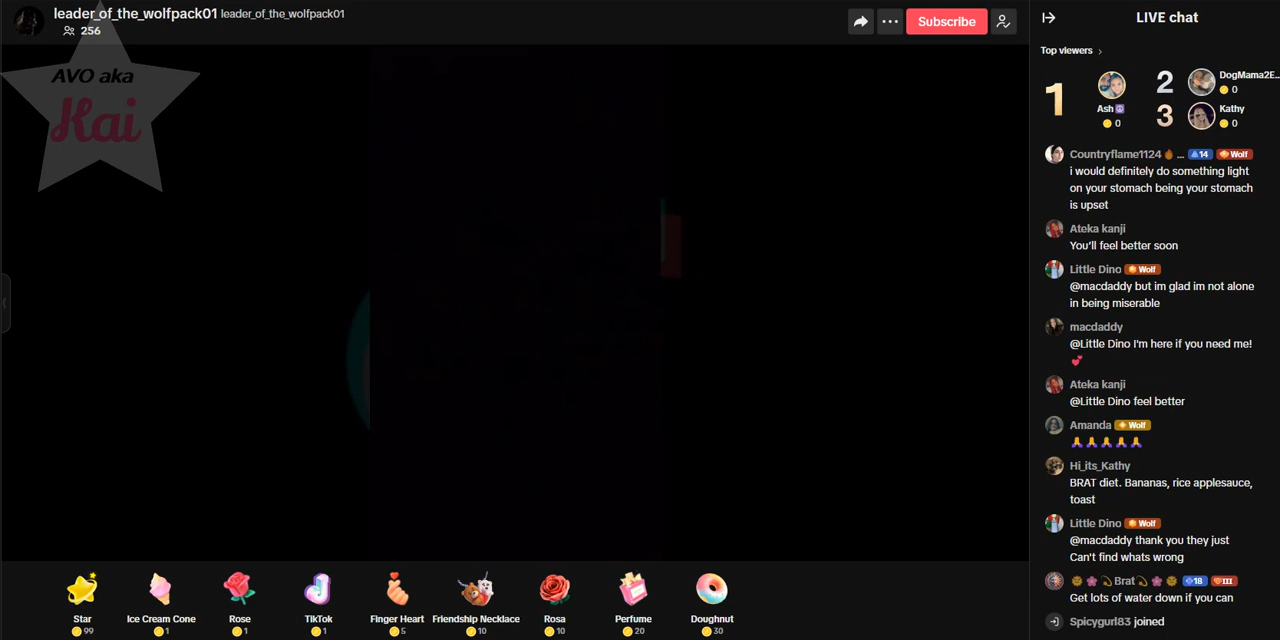 leader_of_the_wolfpack01 leader_of_the_wolfpack01
256
Subscribe
AVO aka
Kai
LIVE chat
Top viewers
1
Ash
0
2
DogMama2E...
0
3
Kathy
0
Countryflame1124 ... 14 Wolf
i would definitely do something light
on your stomach being your stomach
is upset
Ateka kanji
You'll feel better soon
Little Dino Wolf
@macdaddy but im glad im not alone
in being miserable
macdaddy
@Little Dino I'm here if you need me!
💕
Ateka kanji
@Little Dino feel better
Amanda Wolf
🙏🙏🙏🙏🙏
Hi_its_Kathy
BRAT diet. Bananas, rice applesauce,
toast
Little Dino Wolf
@macdaddy thank you they just
Can't find whats wrong
Brat 18 III
Get lots of water down if you can
Spicygurl83 joined
Star
99
Ice Cream Cone
1
Rose
1
TikTok
1
Finger Heart
5
Friendship Necklace
10
Rosa
10
Perfume
20
Doughnut
30